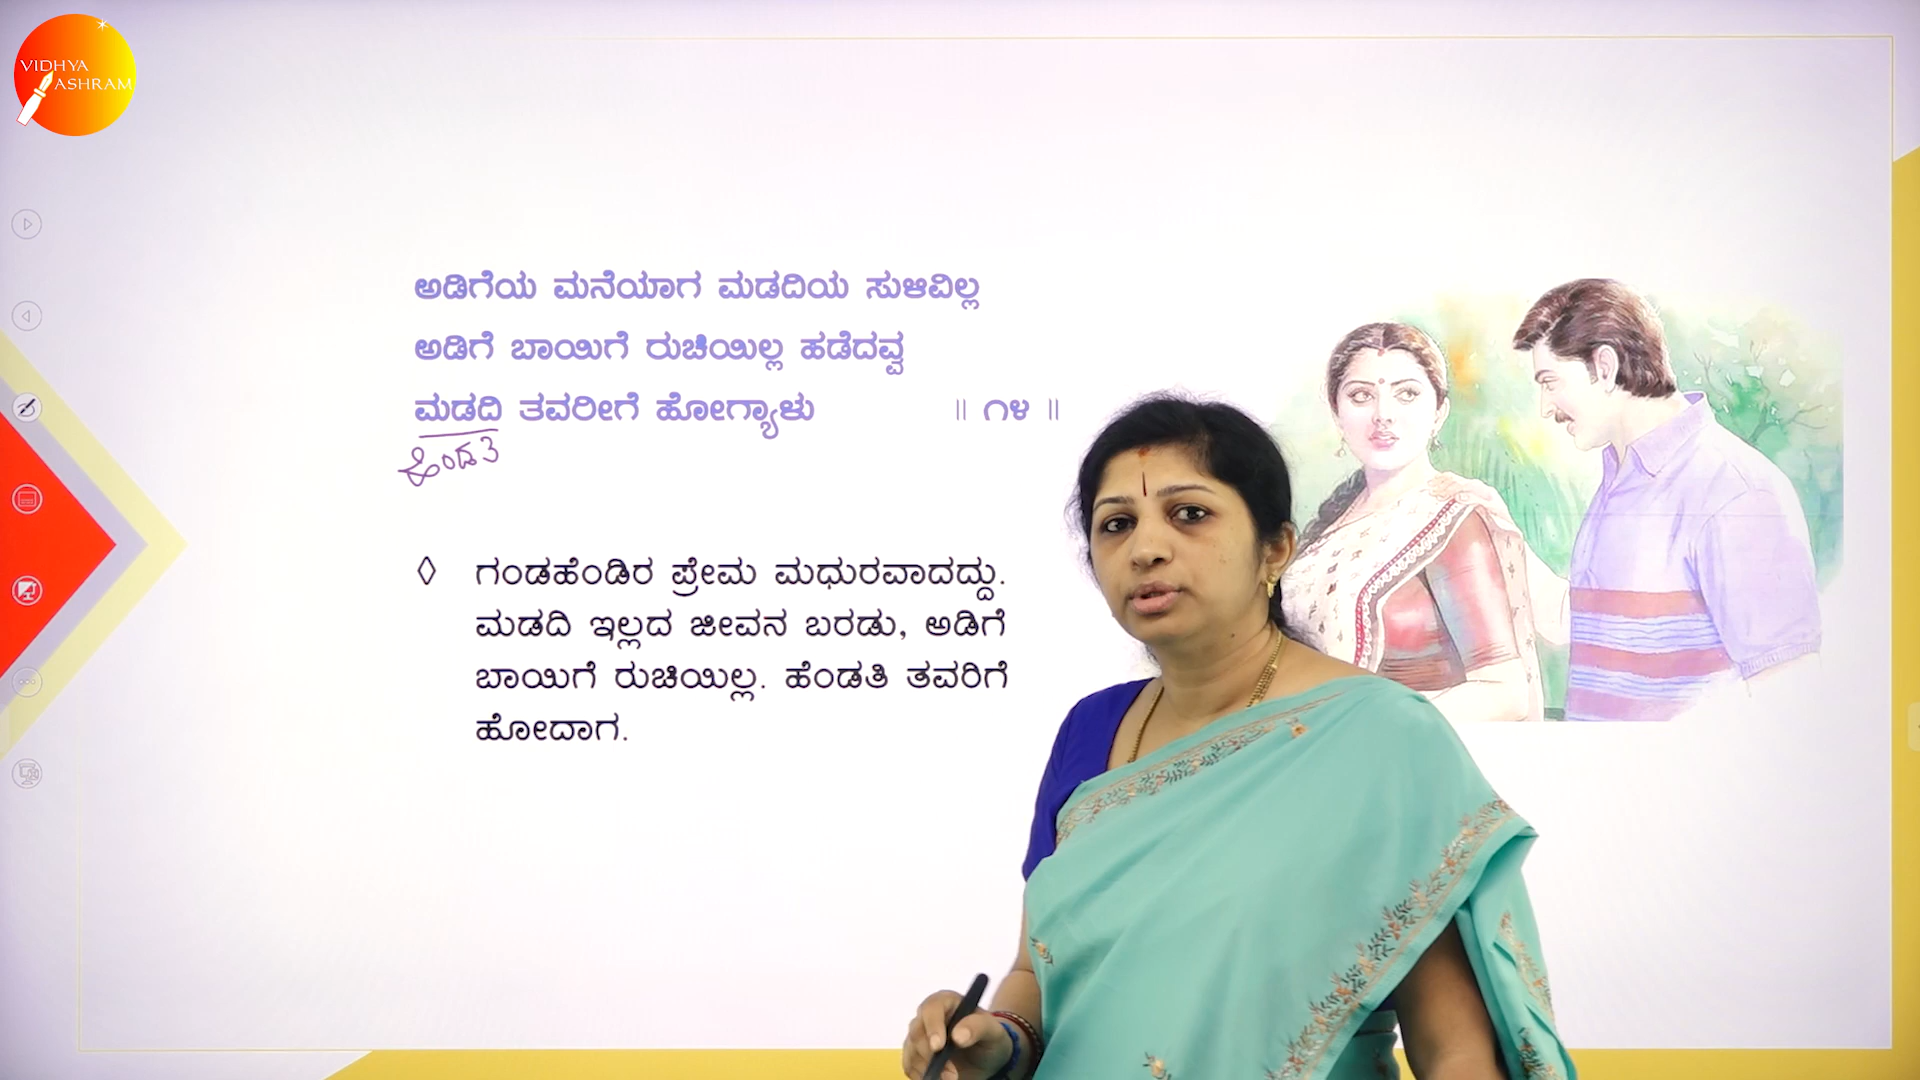 VIDHYA
ASHRAM
ಅಡಿಗೆಯ ಮನೆಯಾಗ ಮಡದಿಯ ಸುಳಿವಿಲ್ಲ
ಅಡಿಗೆ ಬಾಯಿಗೆ ರುಚಿಯಿಲ್ಲ ಹಡೆದವ್ವ
ಮಡದಿ ತವರೀಗೆ ಹೋಗ್ಯಾಳು ॥ ೧೪ ॥
ಹೆಂಡತಿ
◊ ಗಂಡಹೆಂಡಿರ ಪ್ರೇಮ ಮಧುರವಾದದ್ದು.
ಮಡದಿ ಇಲ್ಲದ ಜೀವನ ಬರಡು, ಅಡಿಗೆ
ಬಾಯಿಗೆ ರುಚಿಯಿಲ್ಲ. ಹೆಂಡತಿ ತವರಿಗೆ
ಹೋದಾಗ.